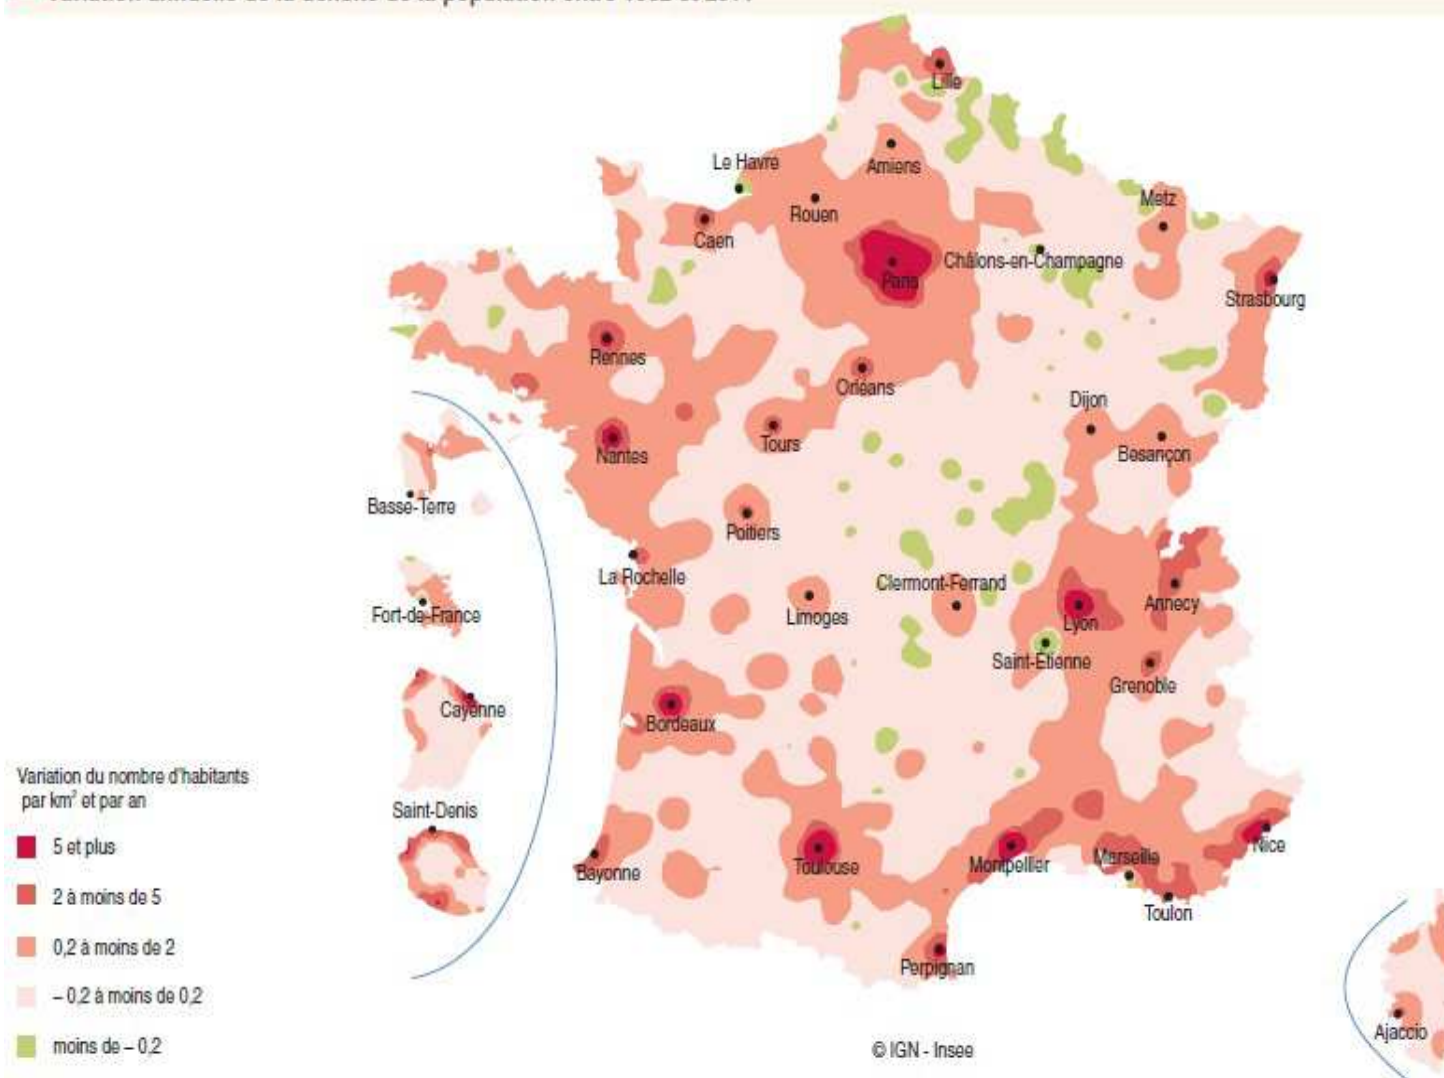 Lille
Le Havre
Amiens
Rouen
Metz
Caen
Châlons-en-Champagne
Paris
Strasbourg
Rennes
Orléans
Dijon
Tours
Besançon
Nantes
Basse-Terre
Poitiers
La Rochelle
Clermont-Ferrand
Annecy
Fort-de-France
Limoges
Lyon
Saint-Etienne
Grenoble
Cayenne
Bordeaux
Variation du nombre d'habitants
par km² et par an
Saint-Denis
5 et plus
Nice
Marseille
Toulouse
Montpellier
Bayonne
2 à moins de 5
Toulon
0,2 à moins de 2
Perpignan
– 0,2 à moins de 0,2
Ajaccio
moins de – 0,2
© IGN - Insee